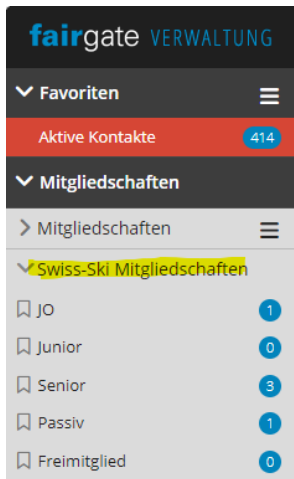 fairgate VERWALTUNG
Favoriten
Aktive Kontakte 414
Mitgliedschaften
Mitgliedschaften
Swiss-Ski Mitgliedschaften
JO 1
Junior 0
Senior 3
Passiv 1
Freimitglied 0